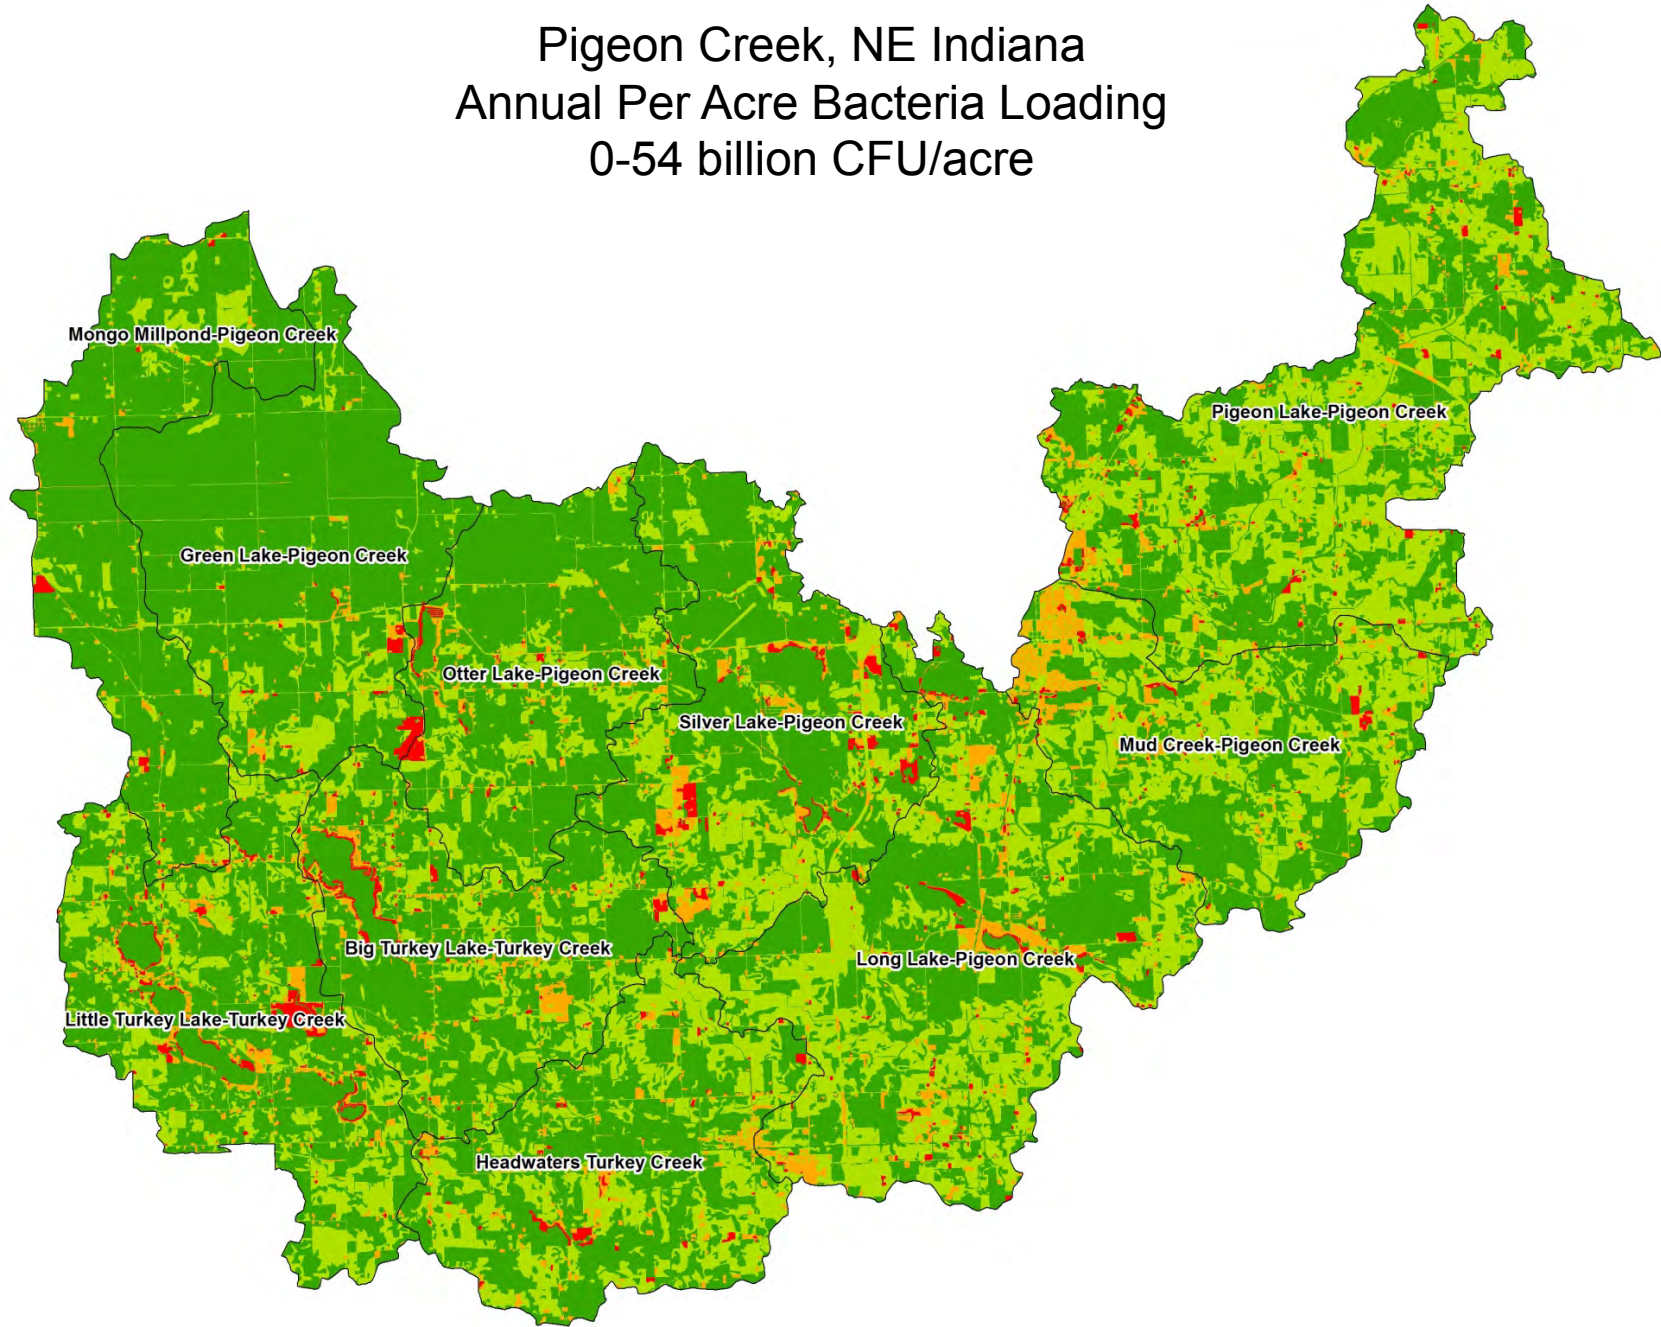 Pigeon Creek, NE Indiana
Annual Per Acre Bacteria Loading
0-54 billion CFU/acre
Mongo Millpond-Pigeon Creek
Pigeon Lake-Pigeon Creek
Green Lake-Pigeon Creek
Otter Lake-Pigeon Creek
Silver Lake-Pigeon Creek
Mud Creek-Pigeon Creek
Big Turkey Lake-Turkey Creek
Long Lake-Pigeon Creek
Little Turkey Lake-Turkey Creek
Headwaters Turkey Creek